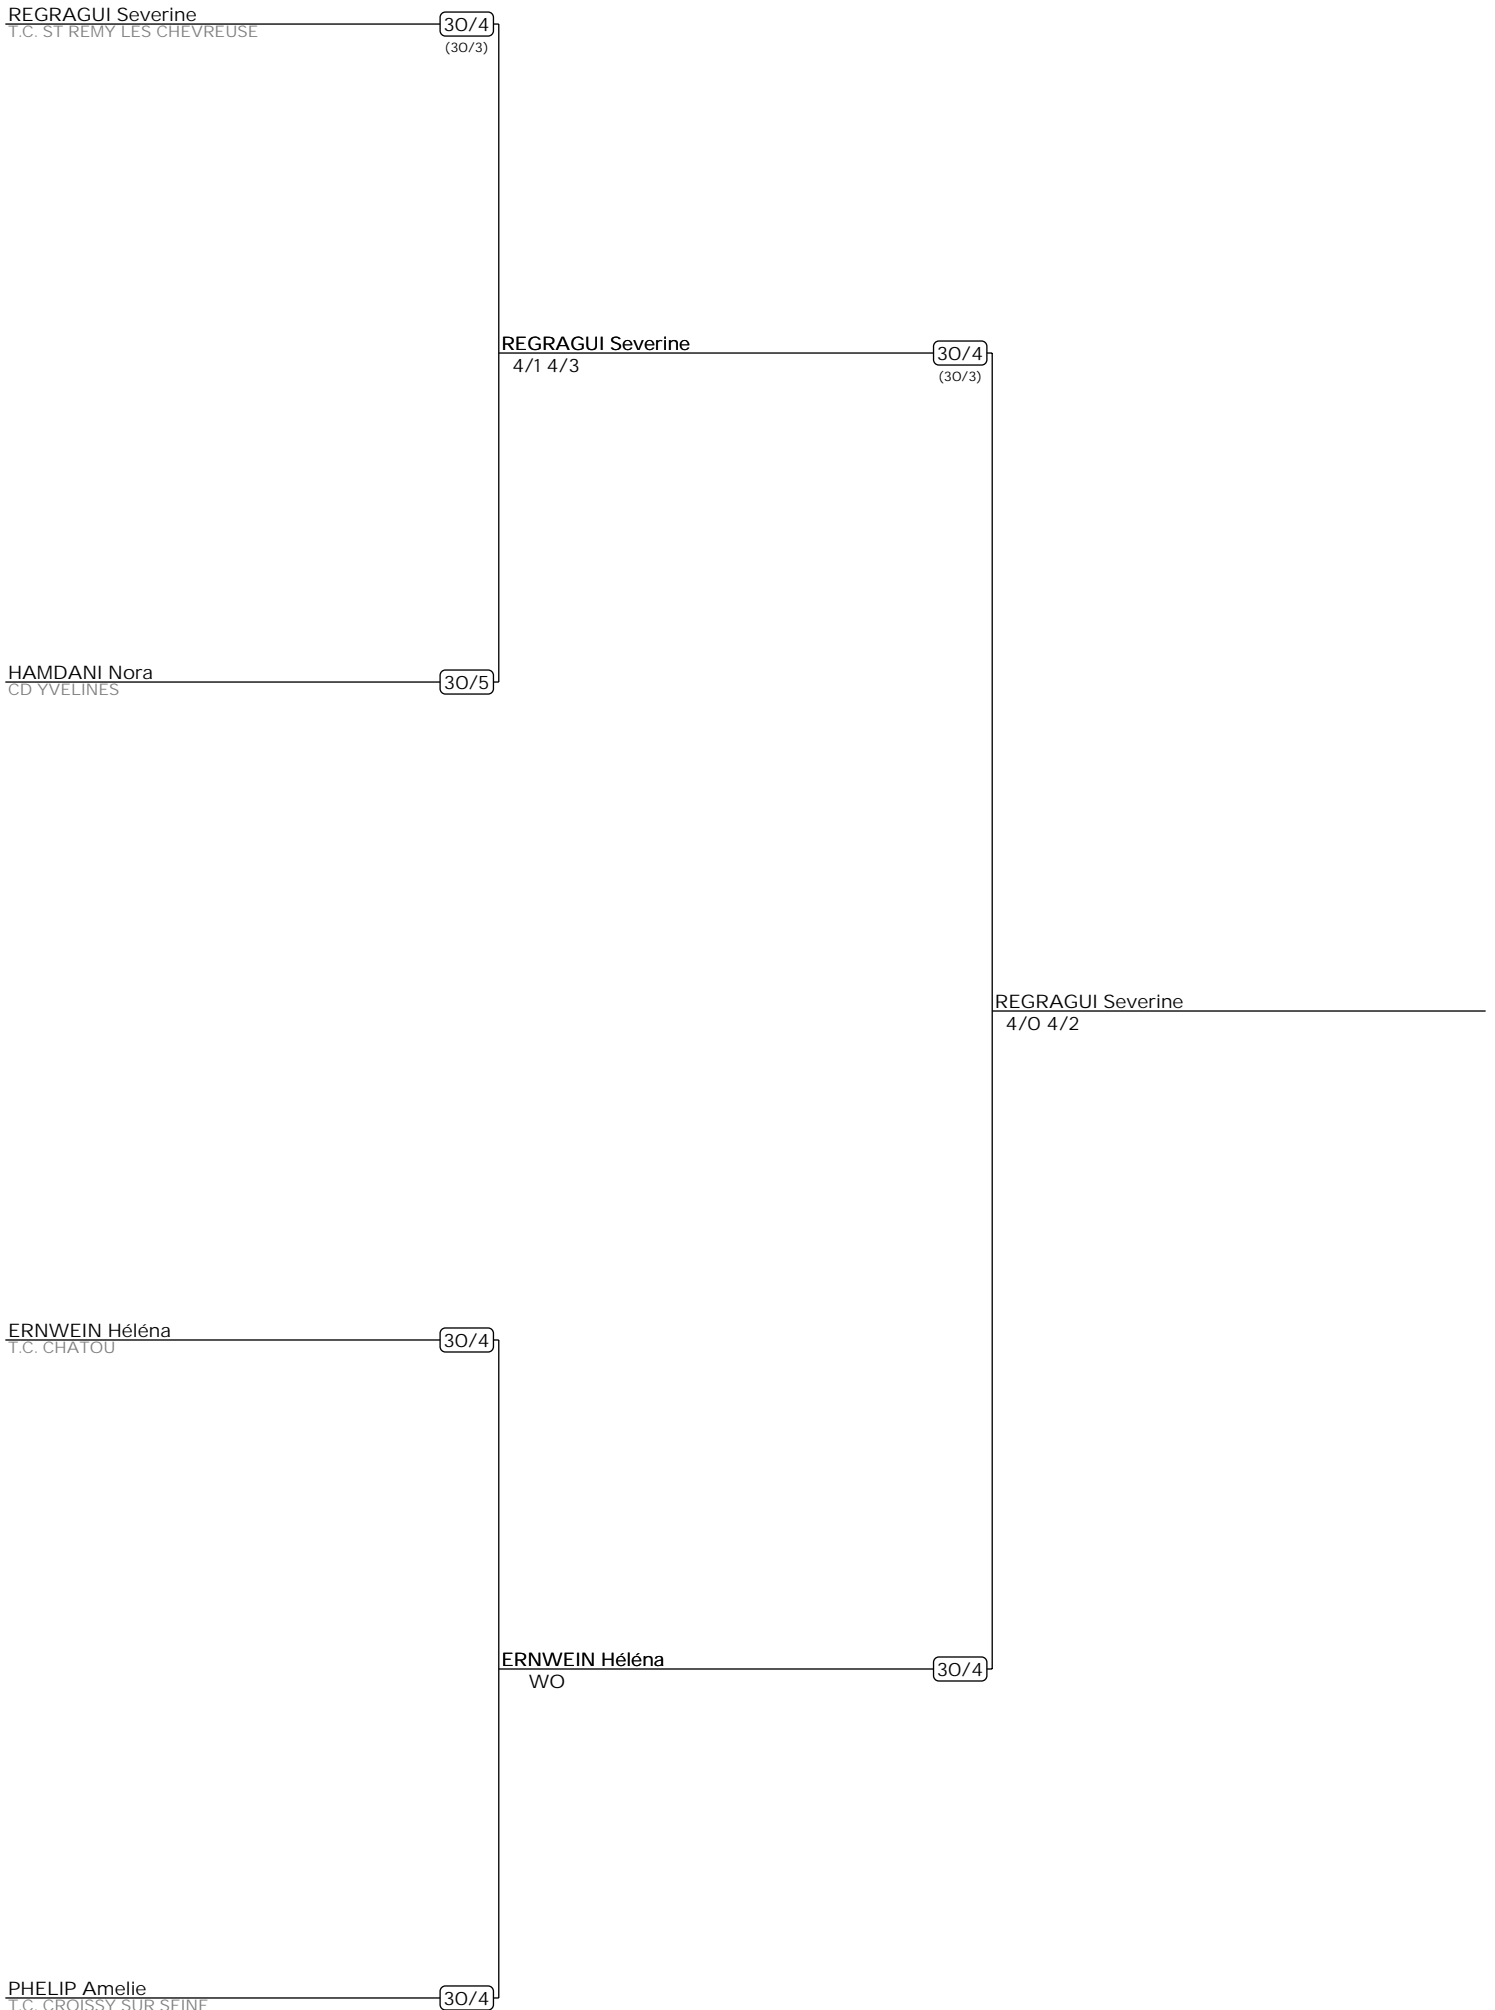 REGRAGUI Severine
T.C. ST REMY LES CHEVREUSE
30/4
(30/3)
REGRAGUI Severine
4/1 4/3
30/4
(30/3)
HAMDANI Nora
CD YVELINES
30/5
REGRAGUI Severine
4/0 4/2
ERNWEIN Héléna
T.C. CHATOU
30/4
ERNWEIN Héléna
WO
30/4
PHELIP Amelie
T.C. CROISSY SUR SEINE
30/4